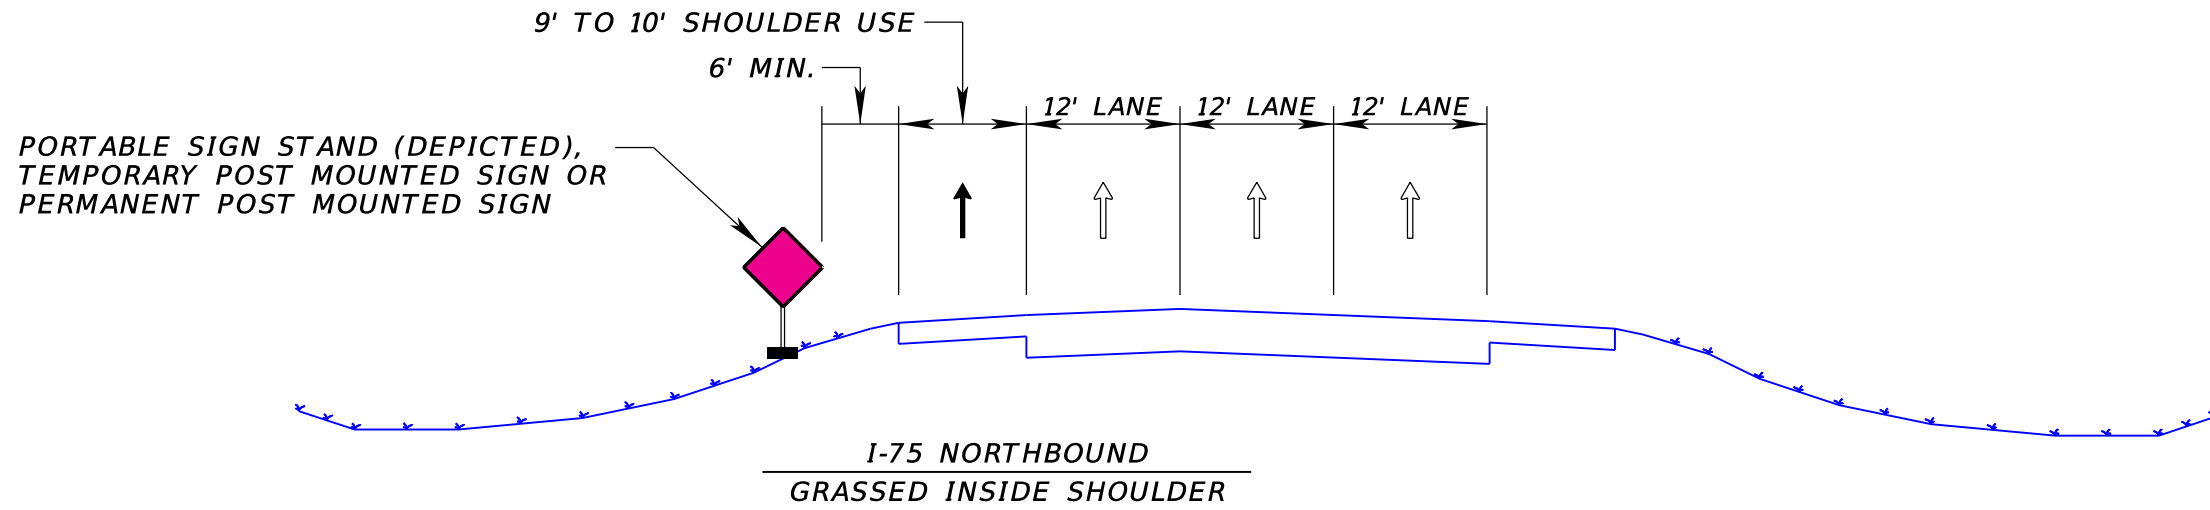 9' TO 10' SHOULDER USE
6' MIN.
12' LANE 12' LANE 12' LANE
PORTABLE SIGN STAND (DEPICTED),
TEMPORARY POST MOUNTED SIGN OR
PERMANENT POST MOUNTED SIGN
I-75 NORTHBOUND
GRASSED INSIDE SHOULDER